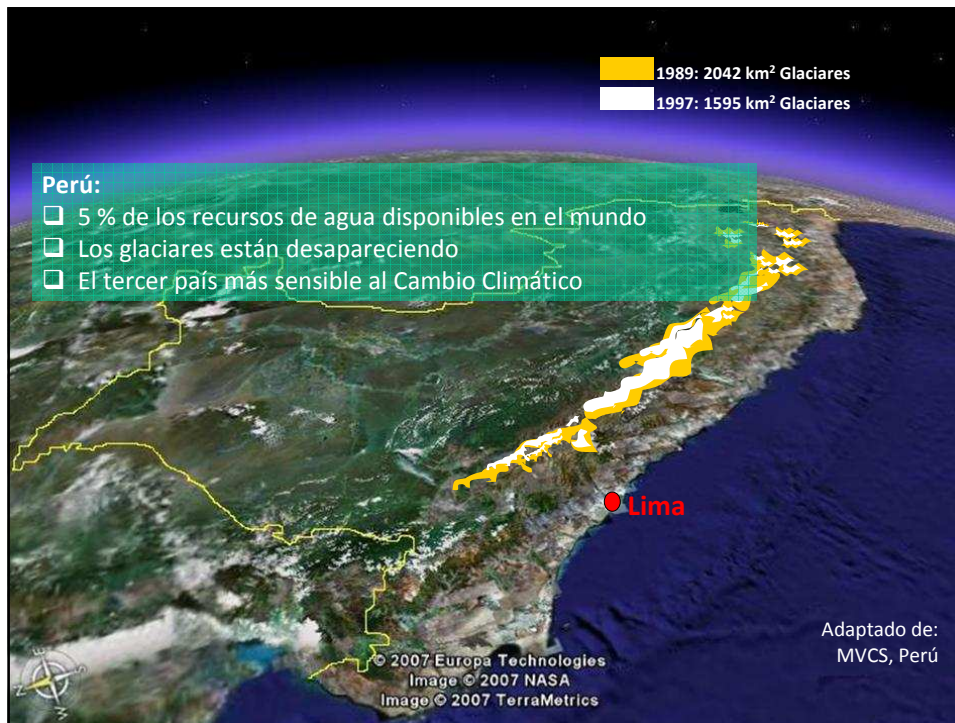 1989: 2042 km² Glaciares
1997: 1595 km² Glaciares
Perú:
❑ 5 % de los recursos de agua disponibles en el mundo
❑ Los glaciares están desapareciendo
❑ El tercer país más sensible al Cambio Climático
Lima
Adaptado de:
MVCS, Perú
© 2007 Europa Technologies
Image © 2007 NASA
Image © 2007 TerraMetrics
N E S W